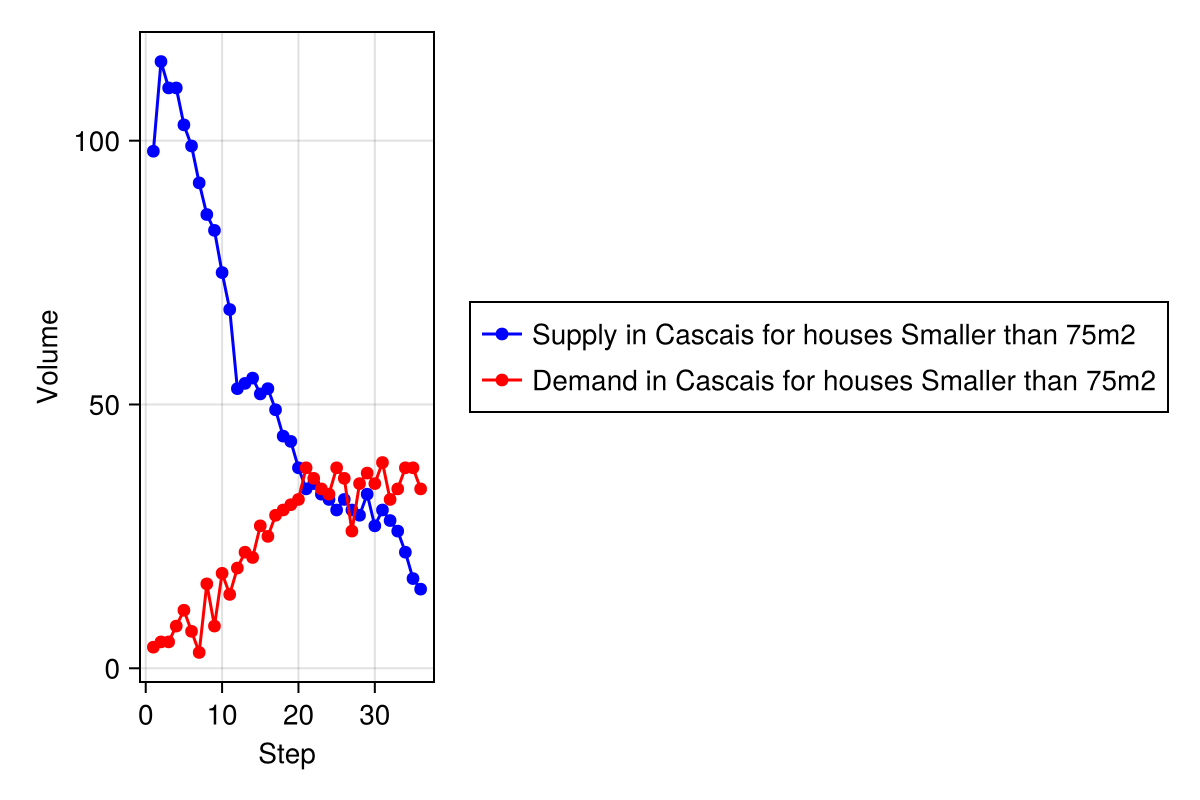 Volume
100
50
0
0 10 20 30
Step
Supply in Cascais for houses Smaller than 75m2
Demand in Cascais for houses Smaller than 75m2